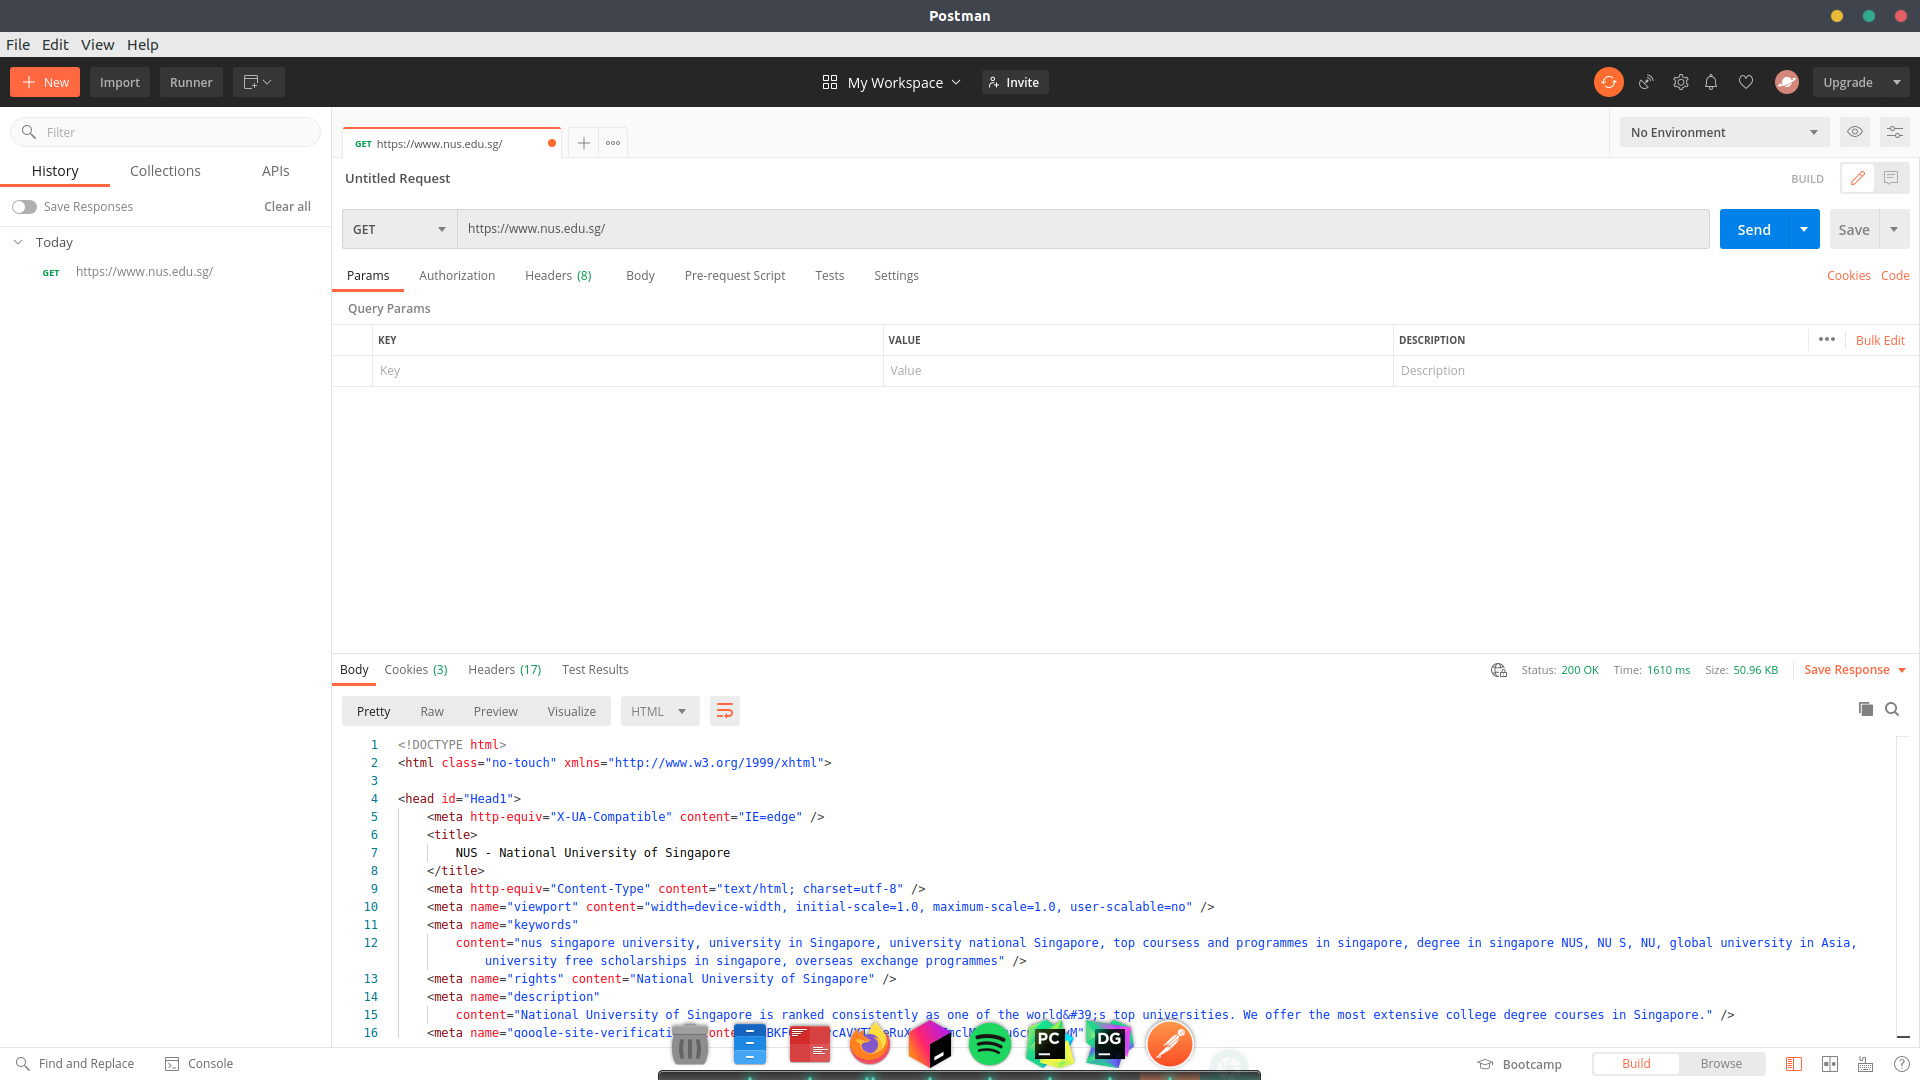 Postman
File Edit View Help
New Import Runner My Workspace Invite Upgrade
Filter
GET https://www.nus.edu.sg/
No Environment
History Collections APIs
Untitled Request
BUILD
Save Responses Clear all
GET https://www.nus.edu.sg/
Send Save
Today
GET https://www.nus.edu.sg/
Params Authorization Headers (8) Body Pre-request Script Tests Settings
Cookies Code
Query Params
KEY VALUE DESCRIPTION Bulk Edit
Key Value Description
Body Cookies (3) Headers (17) Test Results
Status: 200 OK Time: 1610 ms Size: 50.96 KB Save Response
Pretty Raw Preview Visualize HTML
1 <!DOCTYPE html>
2 <html class="no-touch" xmlns="http://www.w3.org/1999/xhtml">
3
4 <head id="Head1">
5 <meta http-equiv="X-UA-Compatible" content="IE=edge" />
6 <title>
7 NUS - National University of Singapore
8 </title>
9 <meta http-equiv="Content-Type" content="text/html; charset=utf-8" />
10 <meta name="viewport" content="width=device-width, initial-scale=1.0, maximum-scale=1.0, user-scalable=no" />
11 <meta name="keywords"
12 content="nus singapore university, university in Singapore, university national Singapore, top coursess and programmes in singapore, degree in singapore NUS, NU S, NU, global university in Asia,
university free scholarships in singapore, overseas exchange programmes" />
13 <meta name="rights" content="National University of Singapore" />
14 <meta name="description"
15 content="National University of Singapore is ranked consistently as one of the world&#39;s top universities. We offer the most extensive college degree courses in Singapore." />
16 <meta
PC DG
Find and Replace Console
Bootcamp Build Browse